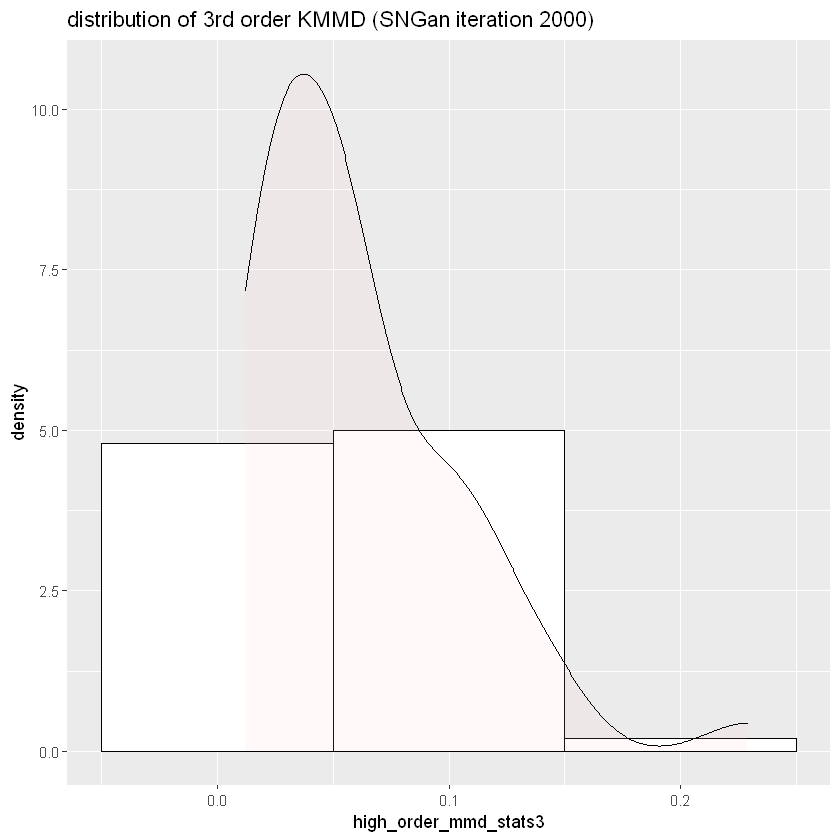 distribution of 3rd order KMMD (SNGan iteration 2000)
10.0
7.5
5.0
2.5
0.0
density
0.0 0.1 0.2
high_order_mmd_stats3